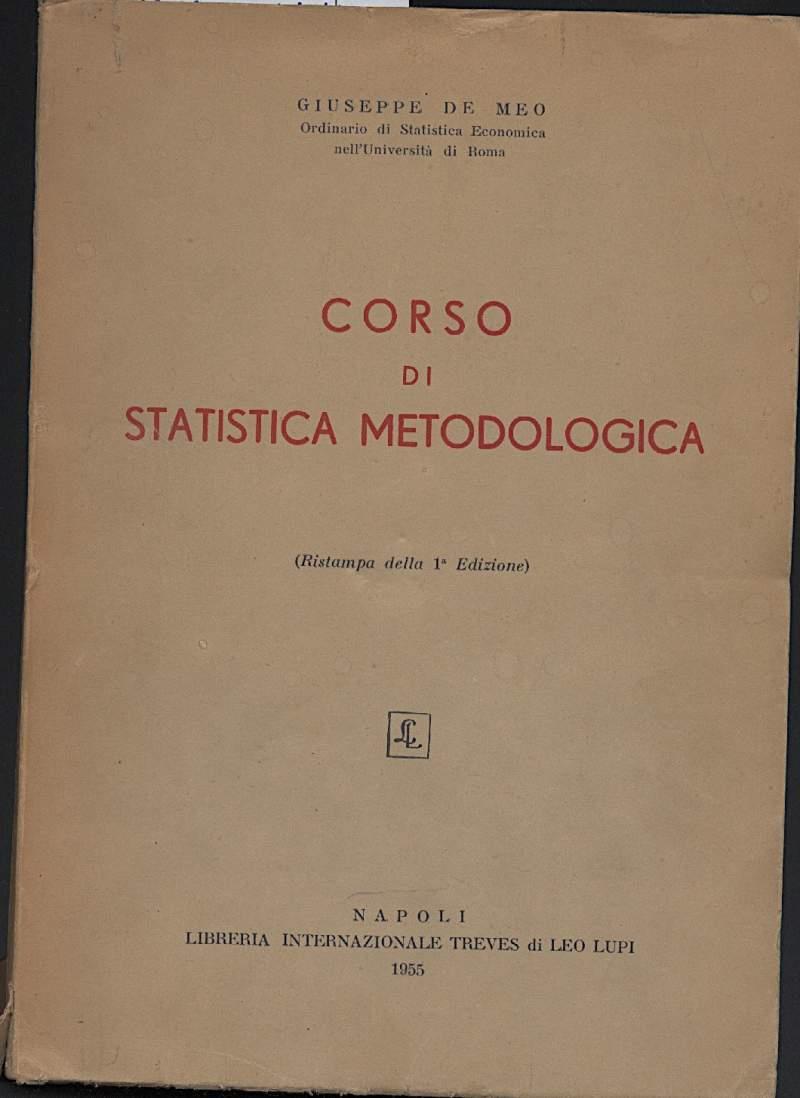 GIUSEPPE DE MEO
Ordinario di Statistica Economica
nell'Università di Roma
CORSO
DI
STATISTICA METODOLOGICA
(Ristampa della 1ª Edizione)
LL
NAPOLI
LIBRERIA INTERNAZIONALE TREVES di LEO LUPI
1955